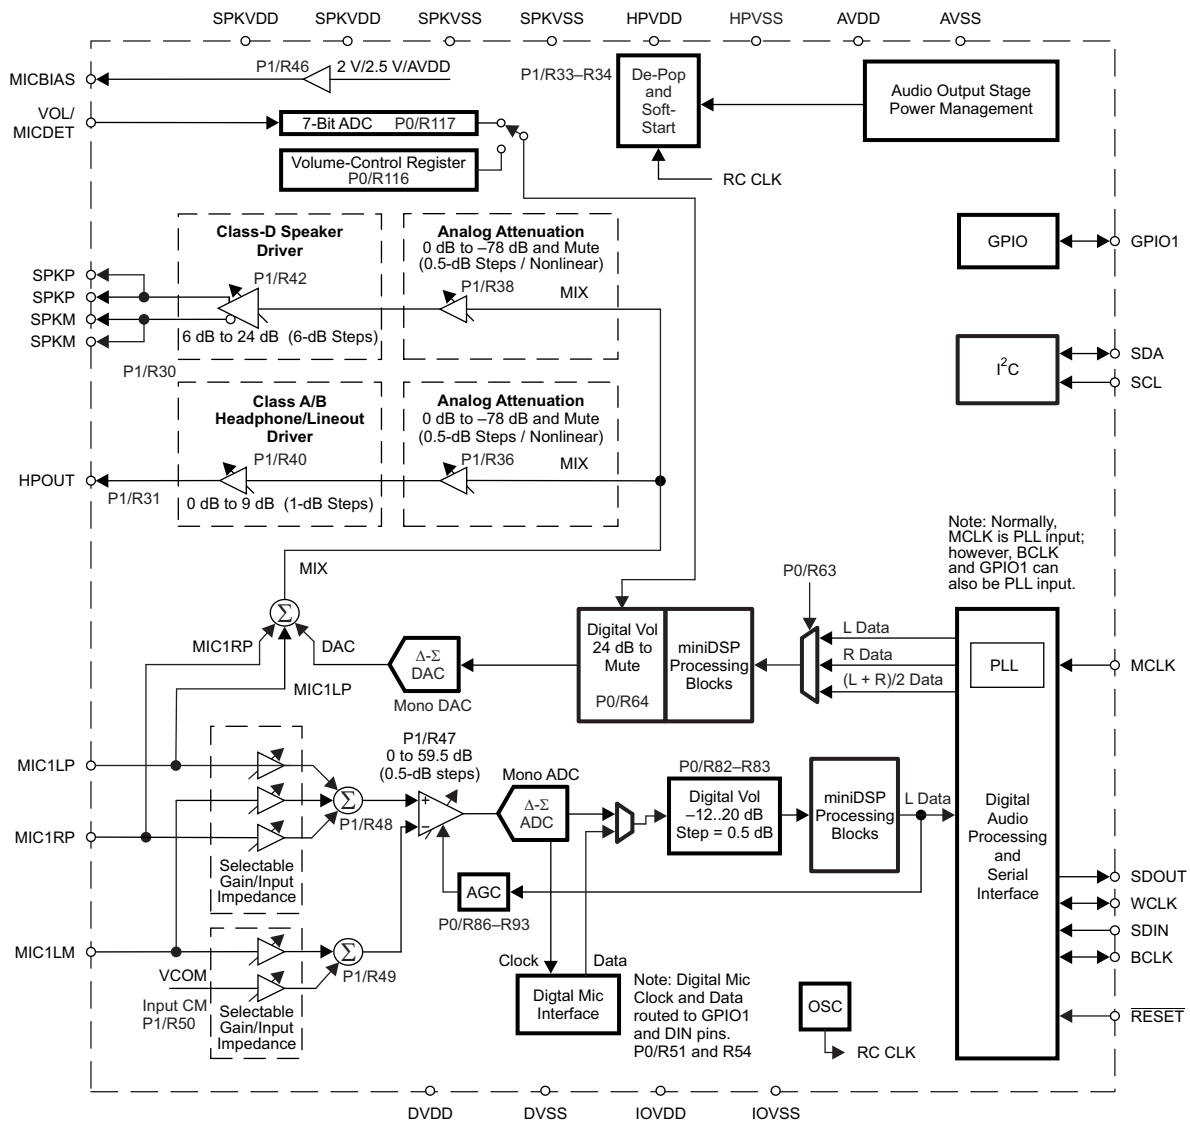 SPKVDD SPKVDD SPKVSS SPKVSS HPVDD HPVSS AVDD AVSS
MICBIAS
P1/R46
2 V/2.5 V/AVDD
VOL/
MICDET
7-Bit ADC P0/R117
Volume-Control Register
P0/R116
P1/R33–R34
De-Pop
and
Soft-
Start
RC CLK
Audio Output Stage
Power Management
GPIO
GPIO1
I2C
SDA
SCL
Class-D Speaker
Driver
P1/R42
6 dB to 24 dB (6-dB Steps)
Analog Attenuation
0 dB to –78 dB and Mute
(0.5-dB Steps / Nonlinear)
P1/R38
MIX
SPKP
SPKP
SPKM
SPKM
P1/R30
Class A/B
Headphone/Lineout
Driver
P1/R40
0 dB to 9 dB (1-dB Steps)
Analog Attenuation
0 dB to –78 dB and Mute
(0.5-dB Steps / Nonlinear)
P1/R36
MIX
HPOUT
P1/R31
MIX
Σ
MIC1RP
DAC
MIC1LP
Δ-Σ
DAC
Mono DAC
Digital Vol
24 dB to
Mute
P0/R64
miniDSP
Processing
Blocks
P0/R63
L Data
R Data
(L + R)/2 Data
Note: Normally,
MCLK is PLL input;
however, BCLK
and GPIO1 can
also be PLL input.
PLL
MCLK
Digital
Audio
Processing
and
Serial
Interface
SDOUT
WCLK
SDIN
BCLK
RESET
MIC1LP
MIC1RP
MIC1LM
Selectable
Gain/Input
Impedance
Σ
P1/R48
P1/R47
0 to 59.5 dB
(0.5-dB steps)
+
–
Mono ADC
Δ-Σ
ADC
P0/R82–R83
Digital Vol
–12..20 dB
Step = 0.5 dB
miniDSP
Processing
Blocks
L Data
AGC
P0/R86–R93
Σ
P1/R49
VCOM
Input CM
P1/R50
Selectable
Gain/Input
Impedance
Clock
Data
Digtal Mic
Interface
Note: Digital Mic
Clock and Data
routed to GPIO1
and DIN pins.
P0/R51 and R54
OSC
RC CLK
DVDD DVSS IOVDD IOVSS